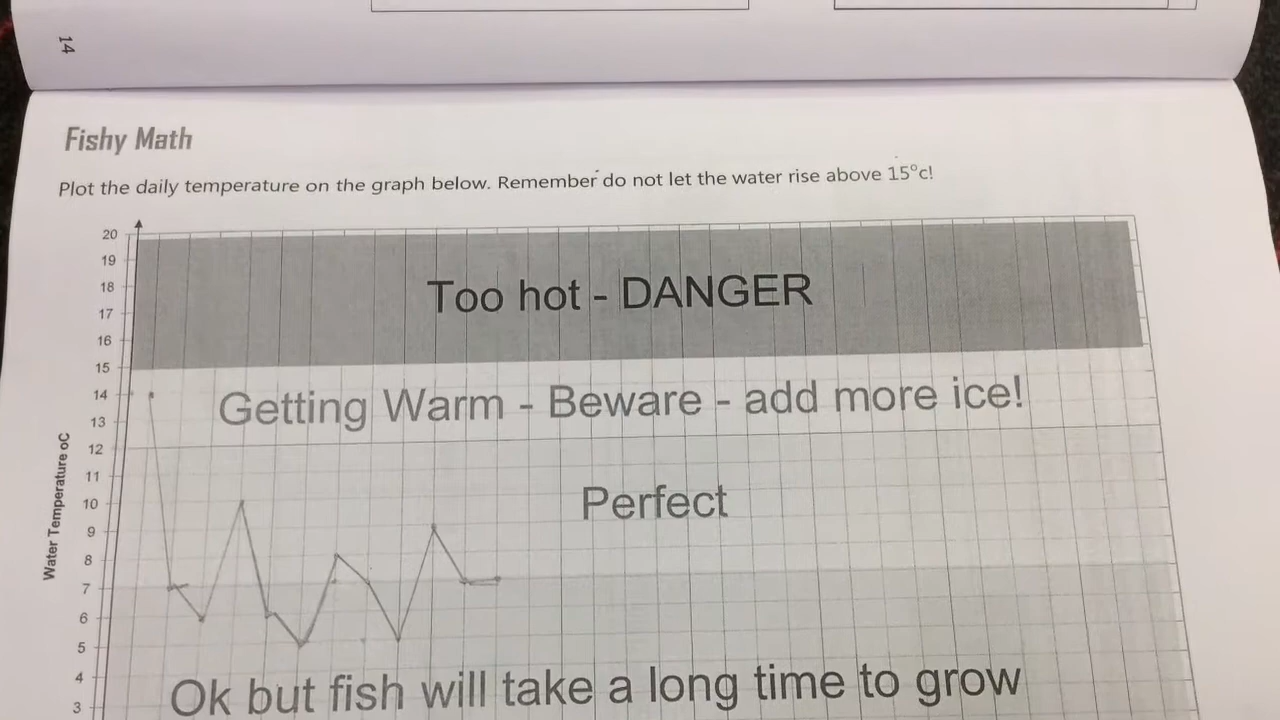 14
Fishy Math
Plot the daily temperature on the graph below. Remember do not let the water rise above 15°c!
20
19
18
17
16
15
14
13
12
11
10
9
8
7
6
5
4
3
Water Temperature oC
Too hot - DANGER
Getting Warm - Beware - add more ice!
Perfect
Ok but fish will take a long time to grow